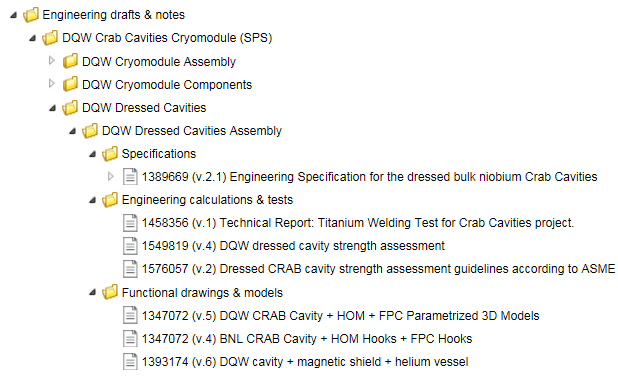 Engineering drafts & notes
DQW Crab Cavities Cryomodule (SPS)
DQW Cryomodule Assembly
DQW Cryomodule Components
DQW Dressed Cavities
DQW Dressed Cavities Assembly
Specifications
1389669 (v.2.1) Engineering Specification for the dressed bulk niobium Crab Cavities
Engineering calculations & tests
1458356 (v.1) Technical Report: Titanium Welding Test for Crab Cavities project.
1549819 (v.4) DQW dressed cavity strength assessment
1576057 (v.2) Dressed CRAB cavity strength assessment guidelines according to ASME
Functional drawings & models
1347072 (v.5) DQW CRAB Cavity + HOM + FPC Parametrized 3D Models
1347072 (v.4) BNL CRAB Cavity + HOM Hooks + FPC Hooks
1393174 (v.6) DQW cavity + magnetic shield + helium vessel